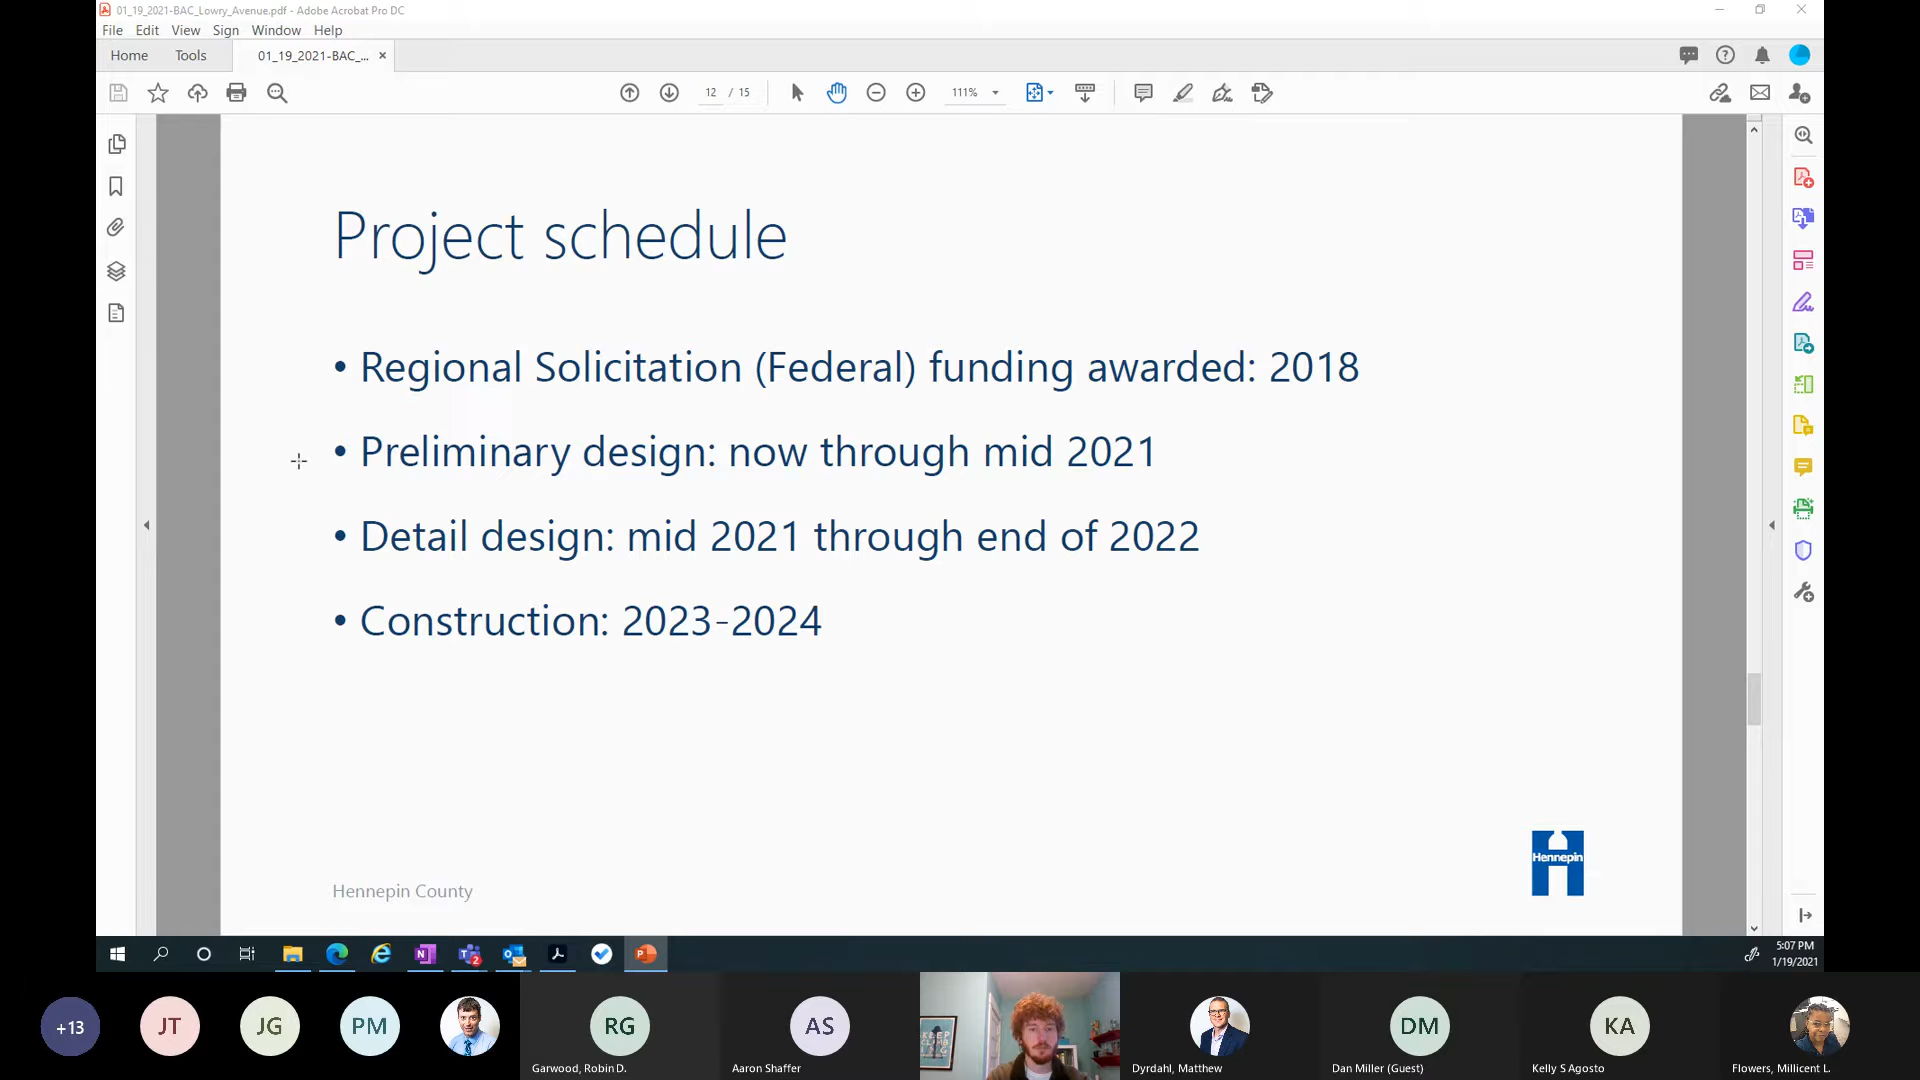 01_19_2021-BAC_Lowry_Avenue.pdf - Adobe Acrobat Pro DC
File Edit View Sign Window Help
Home Tools 01_19_2021-BAC_... ×
12 / 15 111%
Project schedule
• Regional Solicitation (Federal) funding awarded: 2018
• Preliminary design: now through mid 2021
• Detail design: mid 2021 through end of 2022
• Construction: 2023-2024
Hennepin
Hennepin County
5:07 PM
1/19/2021
+13 JT JG PM RG AS DM KA
KEEP
Garwood, Robin D. Aaron Shaffer Dyrdahl, Matthew Dan Miller (Guest) Kelly S Agosto Flowers, Millicent L.